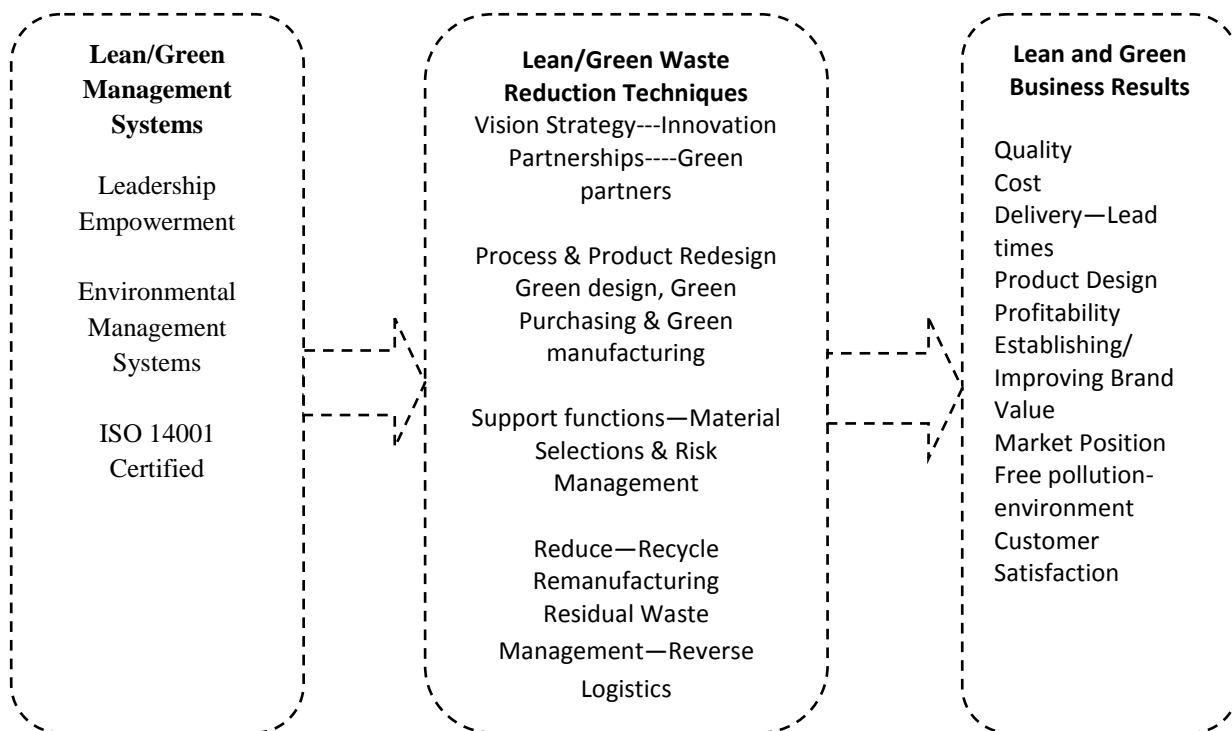 Lean/Green
Management
Systems
Leadership
Empowerment
Environmental
Management
Systems
ISO 14001
Certified
Lean/Green Waste
Reduction Techniques
Vision Strategy---Innovation
Partnerships----Green
partners
Process & Product Redesign
Green design, Green
Purchasing & Green
manufacturing
Support functions—Material
Selections & Risk
Management
Reduce—Recycle
Remanufacturing
Residual Waste
Management—Reverse
Logistics
Lean and Green
Business Results
Quality
Cost
Delivery—Lead
times
Product Design
Profitability
Establishing/
Improving Brand
Value
Market Position
Free pollution-
environment
Customer
Satisfaction